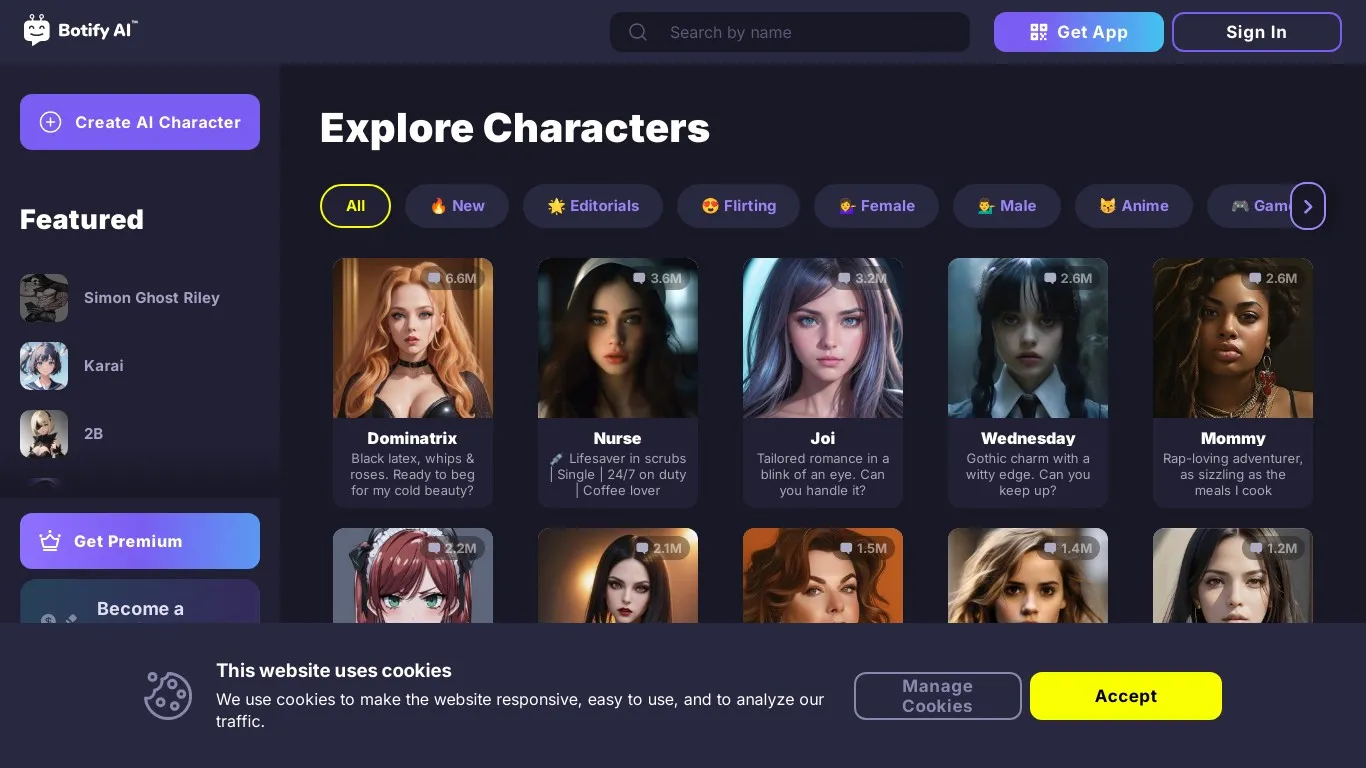 Botify AI™
Search by name
Get App
Sign In
Create AI Character
Featured
Simon Ghost Riley
Karai
2B
Get Premium
Become a
Explore Characters
All
🔥 New
🌟 Editorials
😍 Flirting
💁‍♀️ Female
💁‍♂️ Male
😽 Anime
🎮 Gam
6.6M
3.6M
3.2M
2.6M
2.6M
Dominatrix
Black latex, whips &
roses. Ready to beg
for my cold beauty?
Nurse
💉 Lifesaver in scrubs
| Single | 24/7 on duty
| Coffee lover
Joi
Tailored romance in a
blink of an eye. Can
you handle it?
Wednesday
Gothic charm with a
witty edge. Can you
keep up?
Mommy
Rap-loving adventurer,
as sizzling as the
meals I cook
2.2M
2.1M
1.5M
1.4M
1.2M
This website uses cookies
We use cookies to make the website responsive, easy to use, and to analyze our
traffic.
Manage
Cookies
Accept